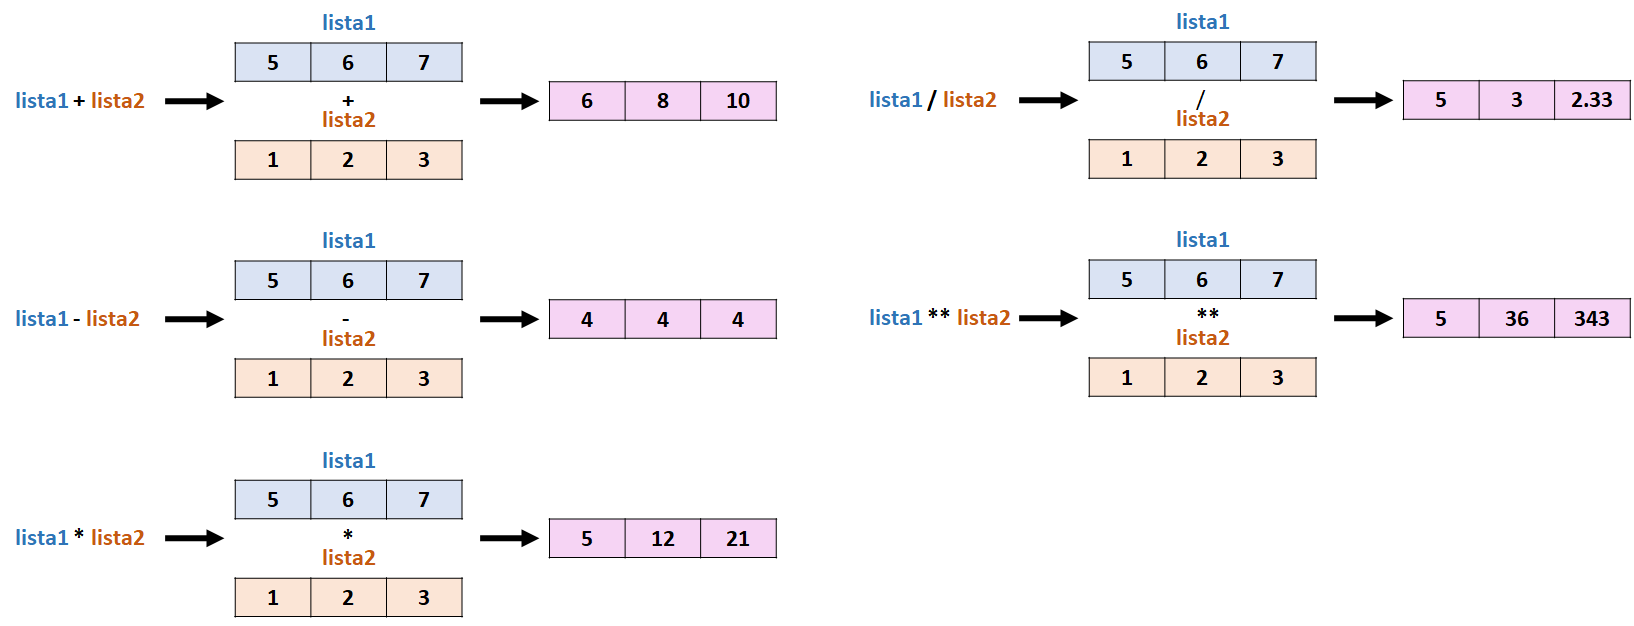 lista1
5 6 7
lista1 + lista2
+
lista2
1 2 3
6 8 10
lista1
5 6 7
lista1 / lista2
/
lista2
1 2 3
5 3 2.33
lista1
5 6 7
lista1 - lista2
-
lista2
1 2 3
4 4 4
lista1
5 6 7
lista1 ** lista2
**
lista2
1 2 3
5 36 343
lista1
5 6 7
lista1 * lista2
*
lista2
1 2 3
5 12 21